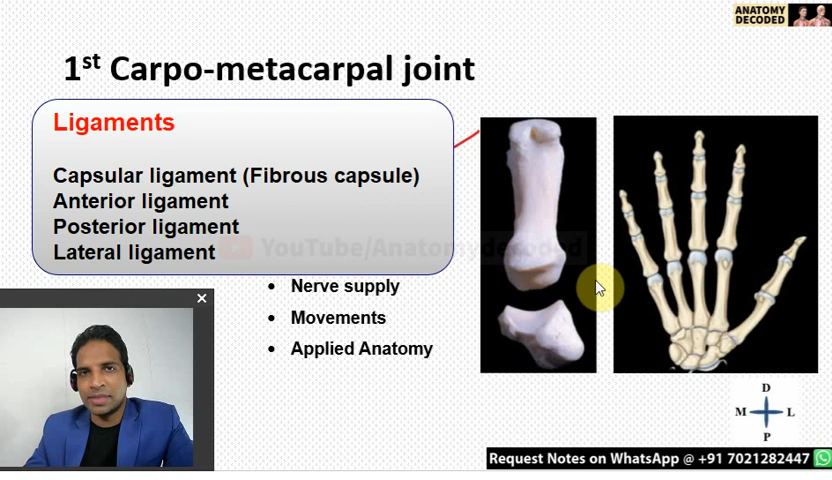 ANATOMY
DECODED
1st Carpo-metacarpal joint
Ligaments
Capsular ligament (Fibrous capsule)
Anterior ligament
Posterior ligament
Lateral ligament
YouTube/Anatomydecoded
• Nerve supply
• Movements
• Applied Anatomy
D
M L
P
Request Notes on WhatsApp @ +91 7021282447